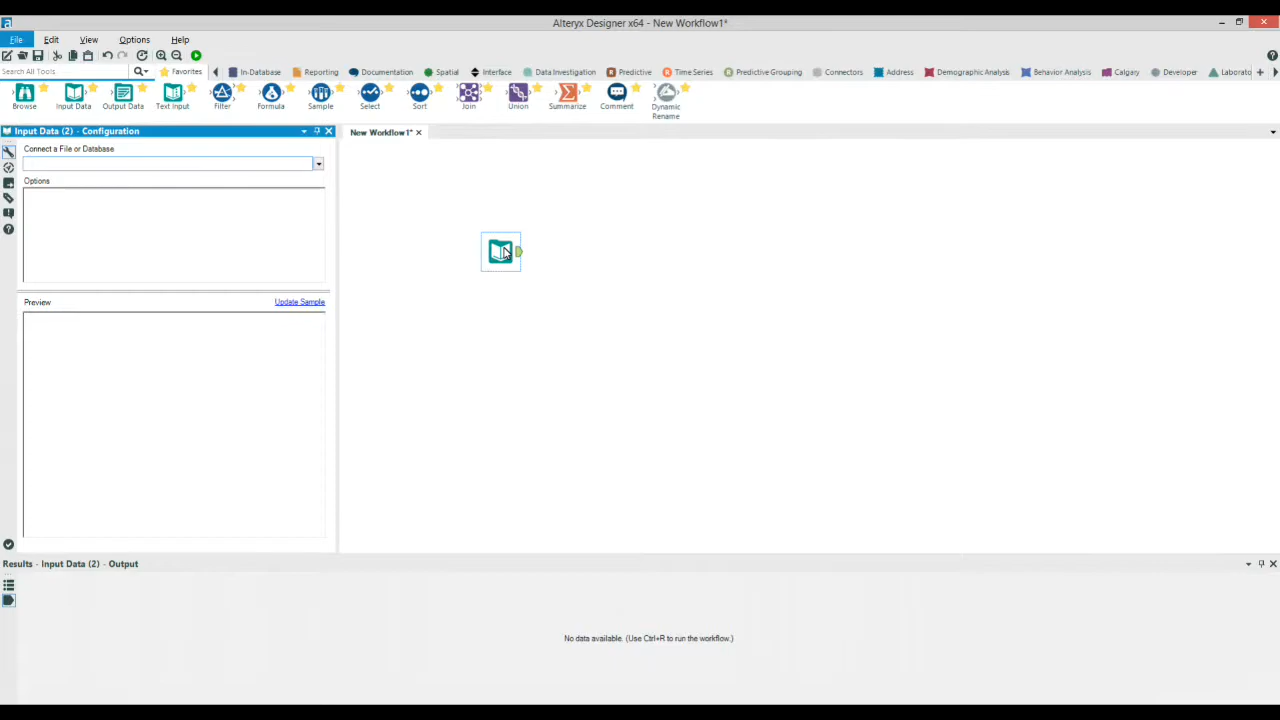 Alteryx Designer x64 - New Workflow1*
File Edit View Options Help
Search All Tools Favorites In-Database Reporting Documentation Spatial Interface Data Investigation Predictive Time Series Predictive Grouping Connectors Address Demographic Analysis Behavior Analysis Calgary Developer Laborato
Browse Input Data Output Data Text Input Filter Formula Sample Select Sort Join Union Summarize Comment Dynamic
Rename
Input Data (2) - Configuration
New Workflow1*
Connect a File or Database
Options
Preview Update Sample
Results - Input Data (2) - Output
No data available. (Use Ctrl+R to run the workflow.)